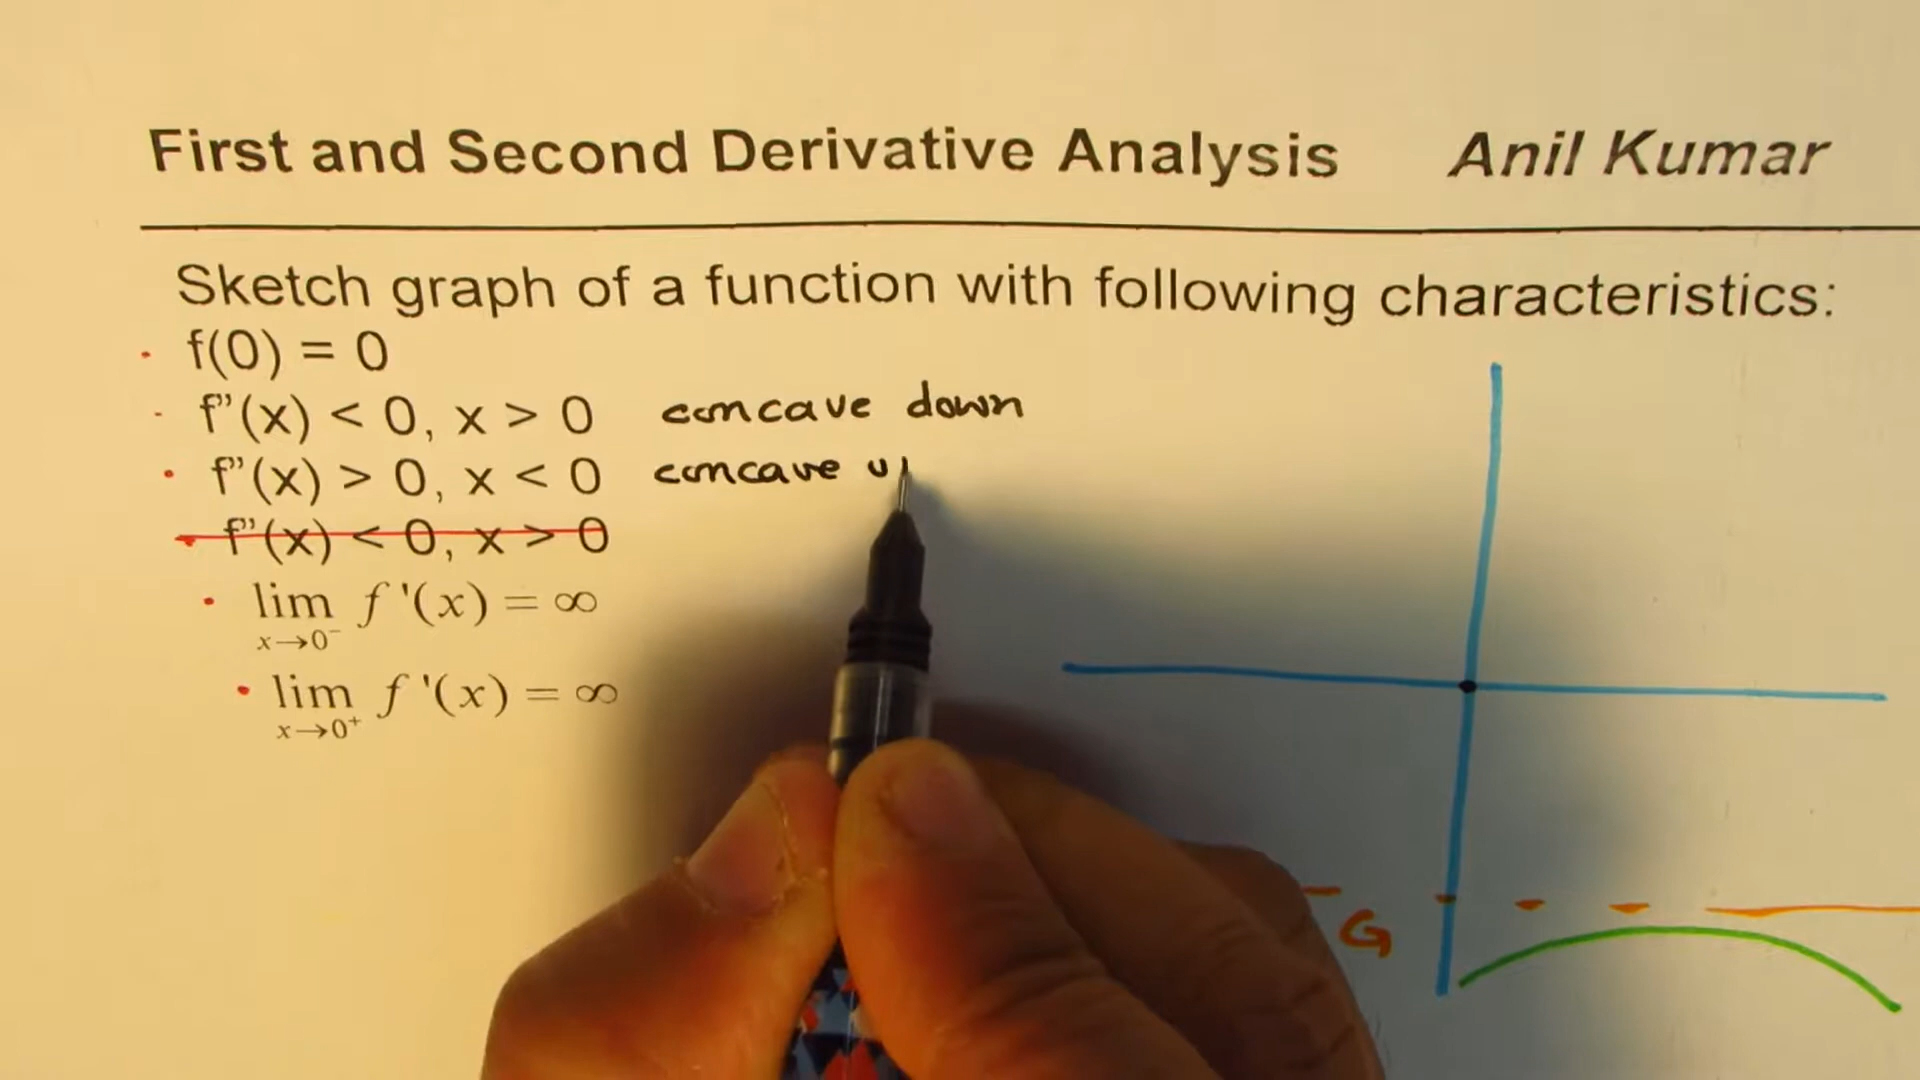 First and Second Derivative Analysis Anil Kumar
Sketch graph of a function with following characteristics:
f(0) = 0
f”(x) < 0, x > 0 concave down
f”(x) > 0, x < 0 concave
f”(x) < 0, x > 0
lim f '(x) = ∞
x→0⁻
lim f '(x) = ∞
x→0⁺
G